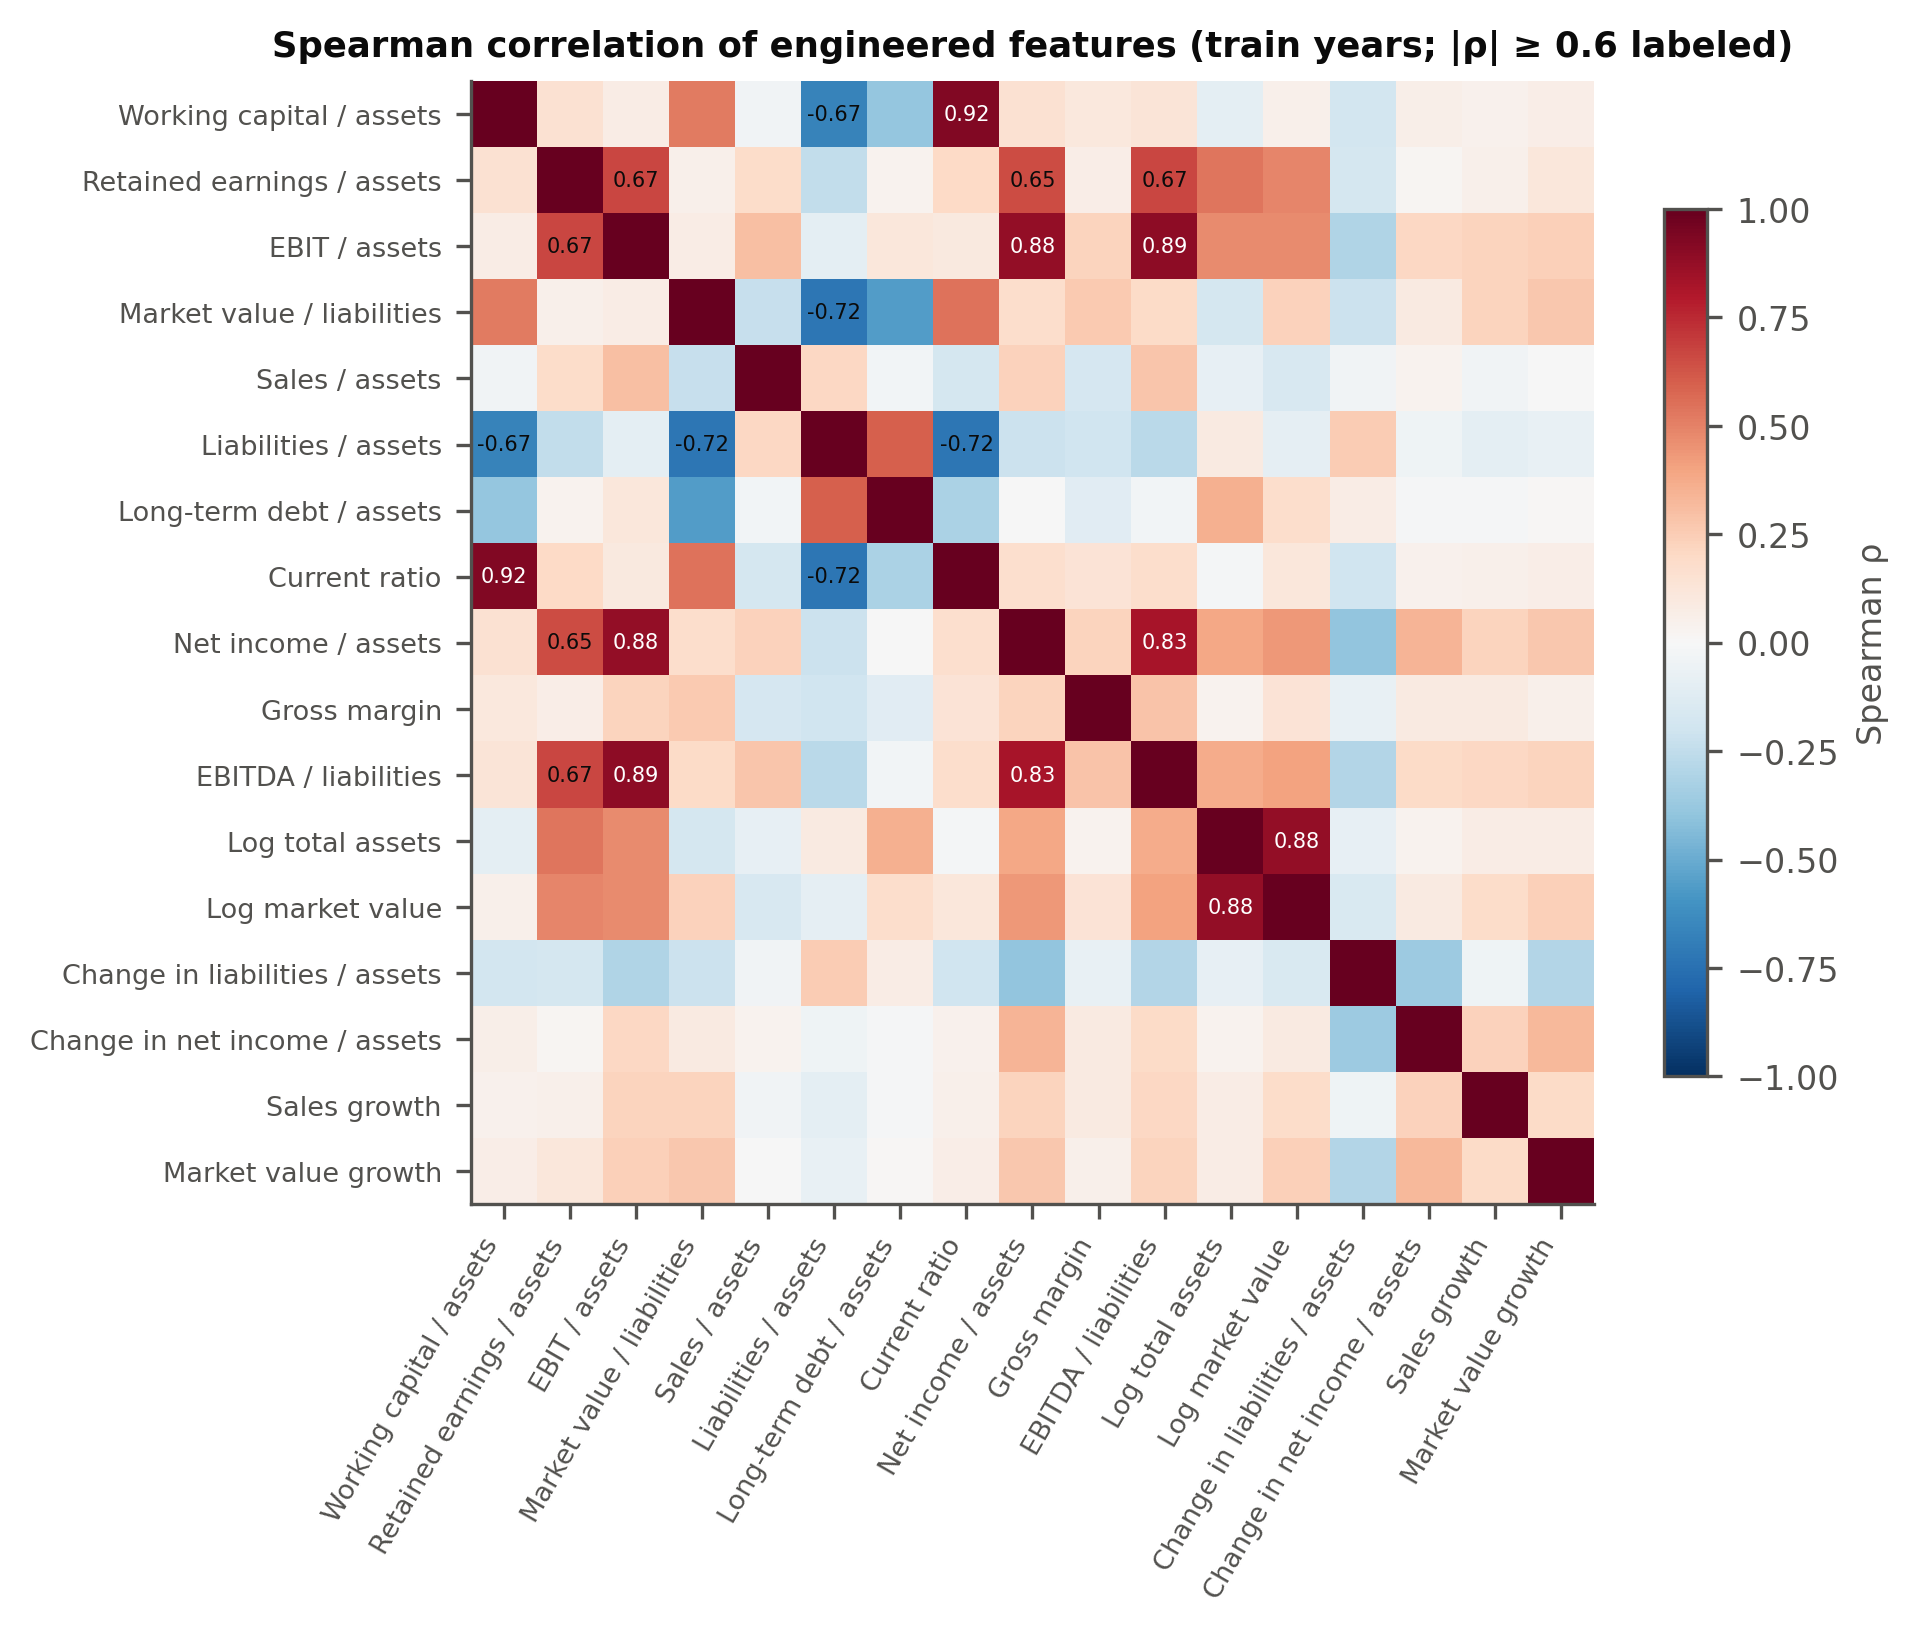 Spearman correlation of engineered features (train years; |ρ| ≥ 0.6 labeled)
Working capital / assets
-0.67
0.92
Retained earnings / assets
0.67
0.65
0.67
EBIT / assets
0.67
0.88
0.89
Market value / liabilities
-0.72
Sales / assets
Liabilities / assets
-0.67
-0.72
-0.72
Long-term debt / assets
Current ratio
0.92
-0.72
Net income / assets
0.65
0.88
0.83
Gross margin
EBITDA / liabilities
0.67
0.89
0.83
Log total assets
0.88
Log market value
0.88
Change in liabilities / assets
Change in net income / assets
Sales growth
Market value growth
Working capital / assets
Retained earnings / assets
EBIT / assets
Market value / liabilities
Sales / assets
Liabilities / assets
Long-term debt / assets
Current ratio
Net income / assets
Gross margin
EBITDA / liabilities
Log total assets
Log market value
Change in liabilities / assets
Change in net income / assets
Sales growth
Market value growth
1.00
0.75
0.50
0.25
0.00
−0.25
−0.50
−0.75
−1.00
Spearman ρ